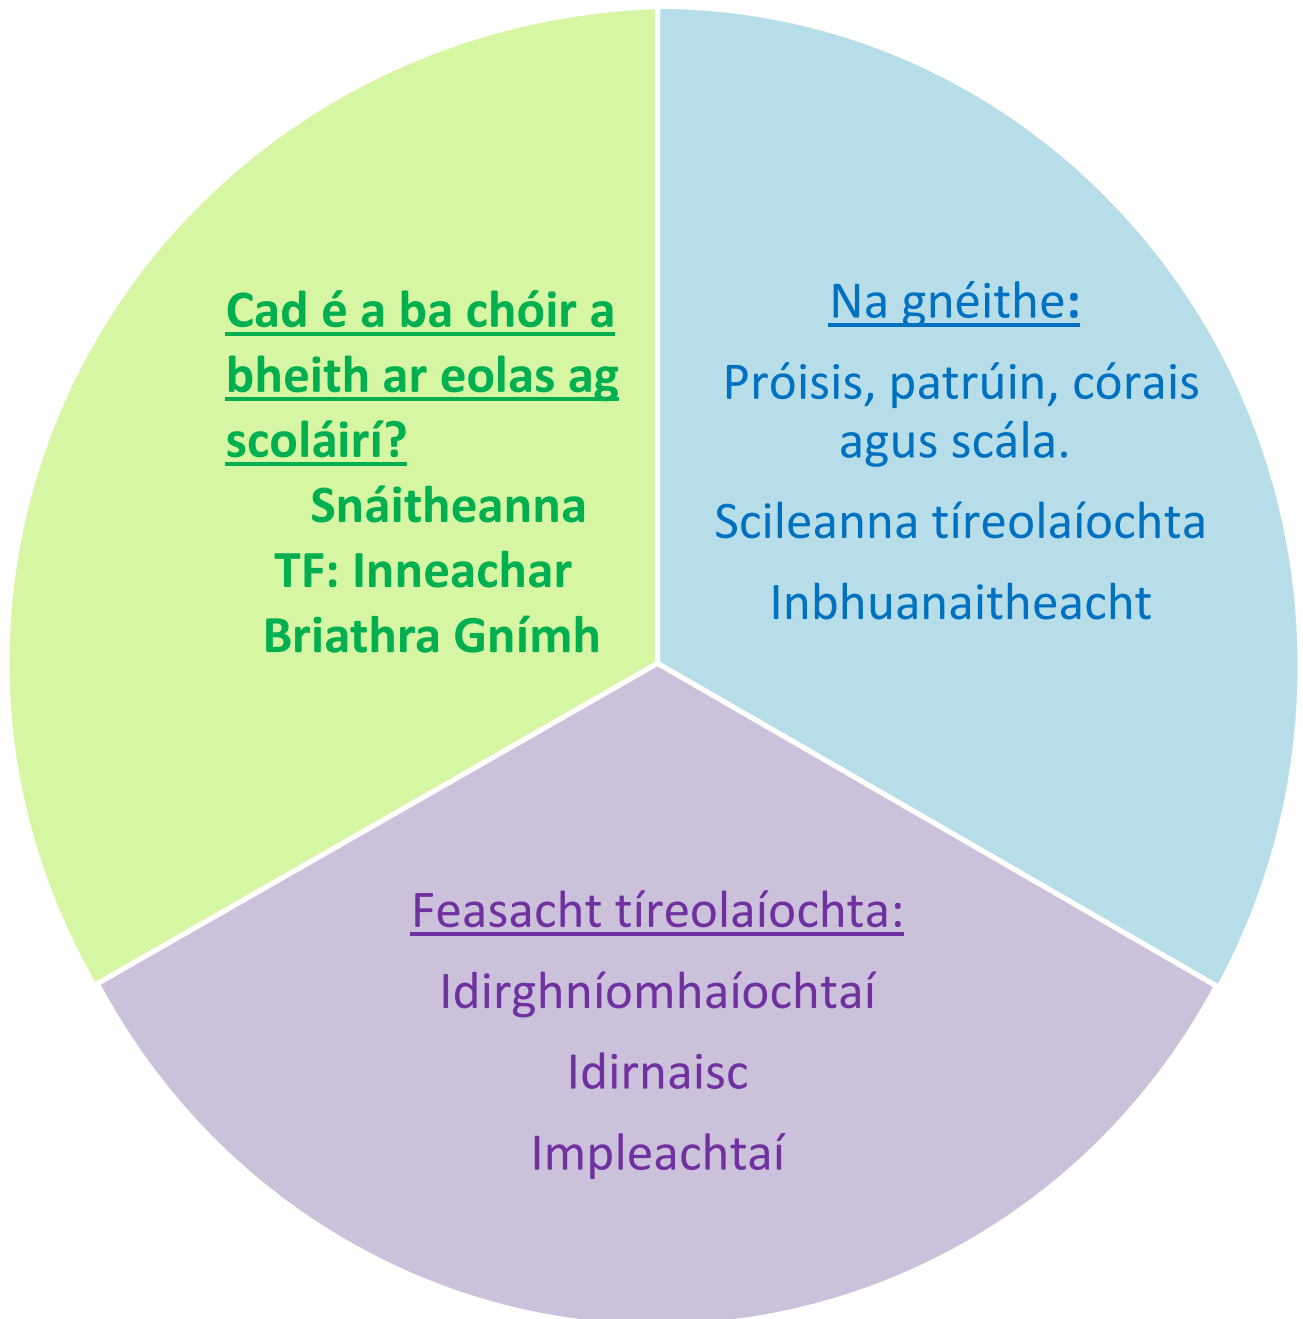 Cad é a ba chóir a
bheith ar eolas ag
scoláirí?
Snáitheanna
TF: Inneachar
Briathra Gnímh
Na gnéithe:
Próisis, patrúin, córais
agus scála.
Scileanna tíreolaíochta
Inbhuanaitheacht
Feasacht tíreolaíochta:
Idirghníomhaíochtaí
Idirnaisc
Impleachtaí